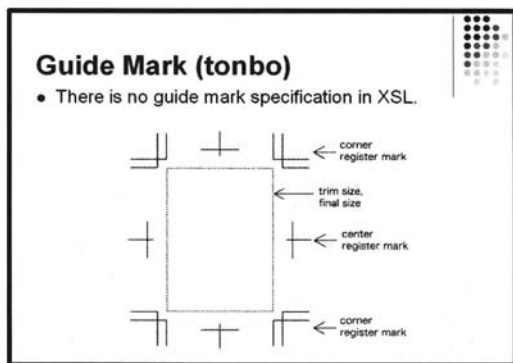 Guide Mark (tonbo)
● There is no guide mark specification in XSL.
corner
register mark
trim size,
final size
center
register mark
corner
register mark